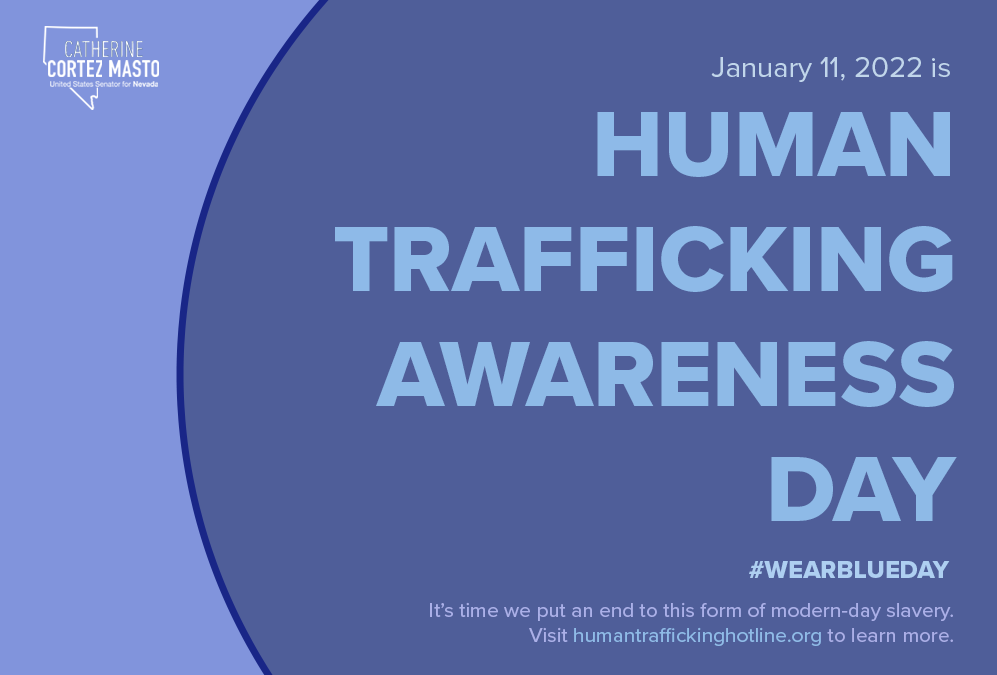 CATHERINE
CORTEZ MASTO
United States Senator for Nevada
January 11, 2022 is
HUMAN
TRAFFICKING
AWARENESS
DAY
#WEARBLUEDAY
It's time we put an end to this form of modern-day slavery.
Visit humantraffickinghotline.org to learn more.